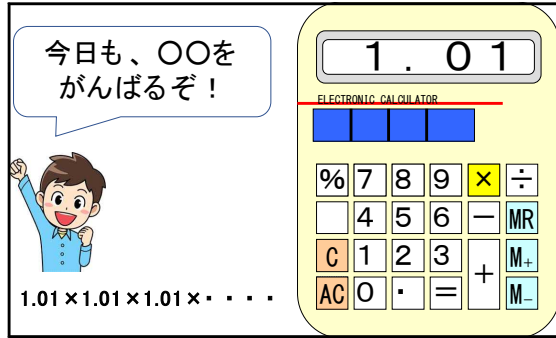 今日も、〇〇を
がんばるぞ！
1.01×1.01×1.01×・・・・
1.01
ELECTRONIC CALCULATOR
% 7 8 9 × ÷
4 5 6 － MR
C 1 2 3 ＋ M+
AC 0 ・ ＝ M−